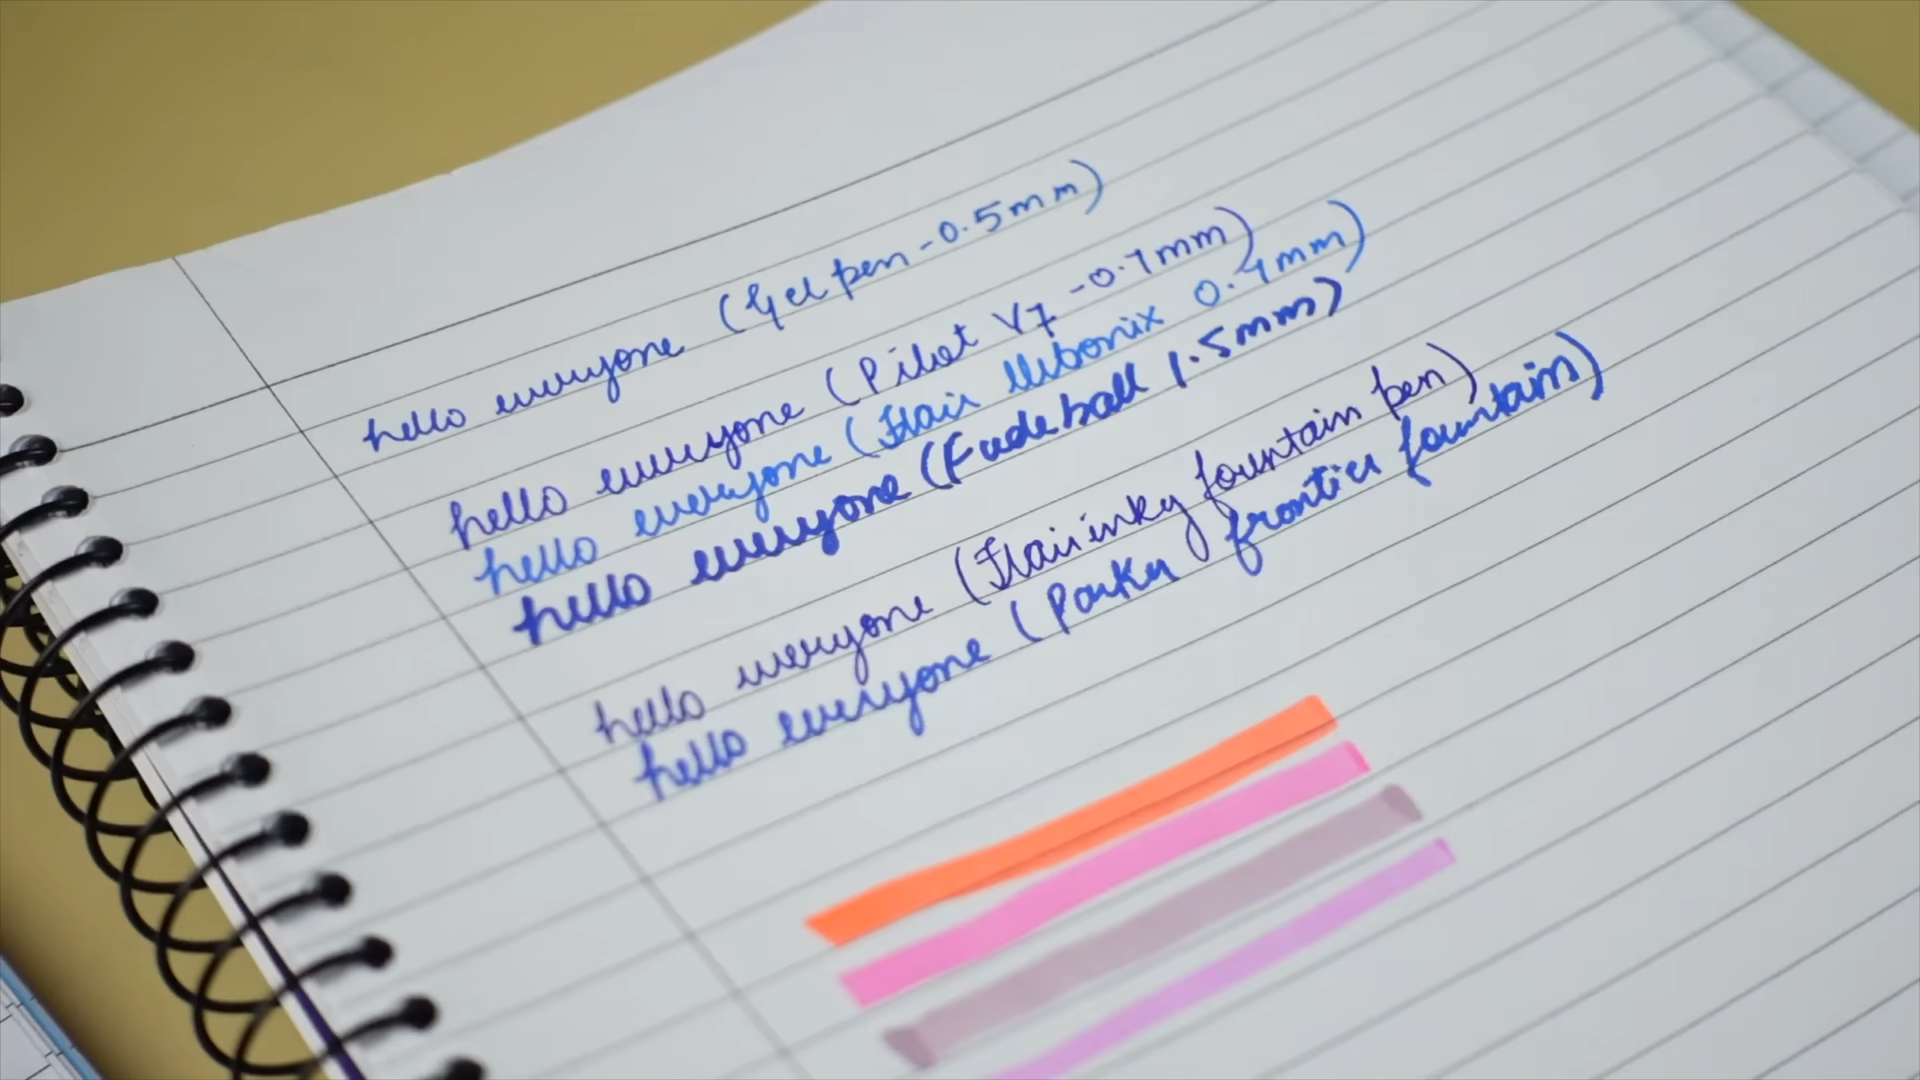 hello everyone (Gel pen - 0.5mm)
hello everyone (Pilot V7 - 0.7mm)
hello everyone (Flair 0.7mm)
hello everyone (Fudeball 1.5mm)
hello everyone (Flair inky fountain pen)
hello everyone (Parker frontier fountain)